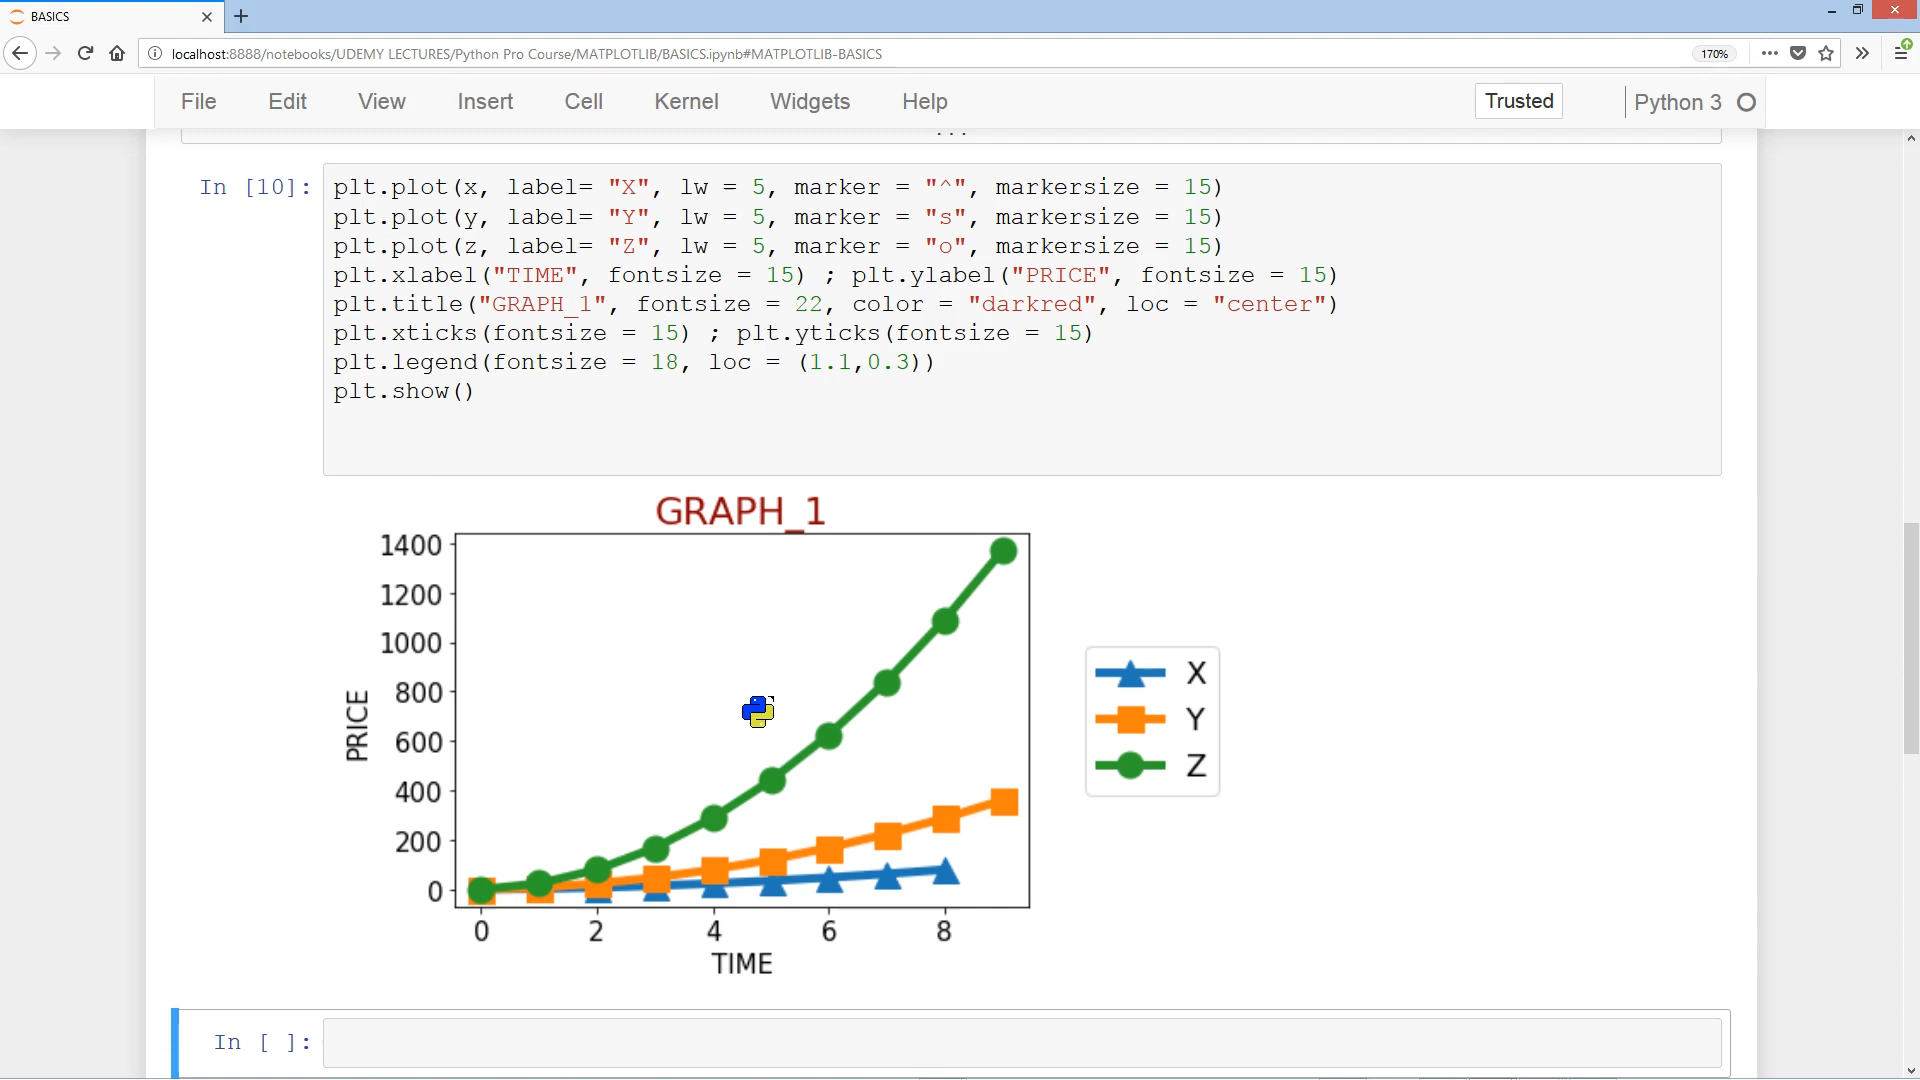 BASICS
localhost:8888/notebooks/UDEMY LECTURES/Python Pro Course/MATPLOTLIB/BASICS.ipynb#MATPLOTLIB-BASICS
170%
File Edit View Insert Cell Kernel Widgets Help
Trusted
Python 3
...
In [10]:
plt.plot(x, label= "X", lw = 5, marker = "^", markersize = 15)
plt.plot(y, label= "Y", lw = 5, marker = "s", markersize = 15)
plt.plot(z, label= "Z", lw = 5, marker = "o", markersize = 15)
plt.xlabel("TIME", fontsize = 15) ; plt.ylabel("PRICE", fontsize = 15)
plt.title("GRAPH_1", fontsize = 22, color = "darkred", loc = "center")
plt.xticks(fontsize = 15) ; plt.yticks(fontsize = 15)
plt.legend(fontsize = 18, loc = (1.1,0.3))
plt.show()
GRAPH_1
1400
1200
1000
800
600
400
200
0
PRICE
0 2 4 6 8
TIME
X
Y
Z
In [ ]: